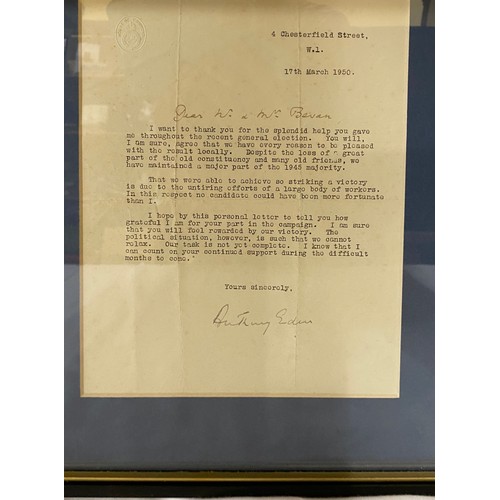 4 Chesterfield Street,
W.1.
17th March 1950.
Dear Mr. & Mrs Bevan
I want to thank you for the splendid help you gave
me throughout the recent general election. You will,
I am sure, agree that we have every reason to be pleased
with the result locally. Despite the loss of a great
part of the old constituency and many old friends, we
have maintained a major part of the 1945 majority.
That we were able to achieve so striking a victory
is due to the untiring efforts of a large body of workers.
In this respect no candidate could have been more fortunate
than I.
I hope by this personal letter to tell you how
grateful I am for your part in the campaign. I am sure
that you will feel rewarded by our victory. The
political situation, however, is such that we cannot
relax. Our task is not yet complete. I know that I
can count on your continued support during the difficult
months to come.
Yours sincerely,
Anthony Eden